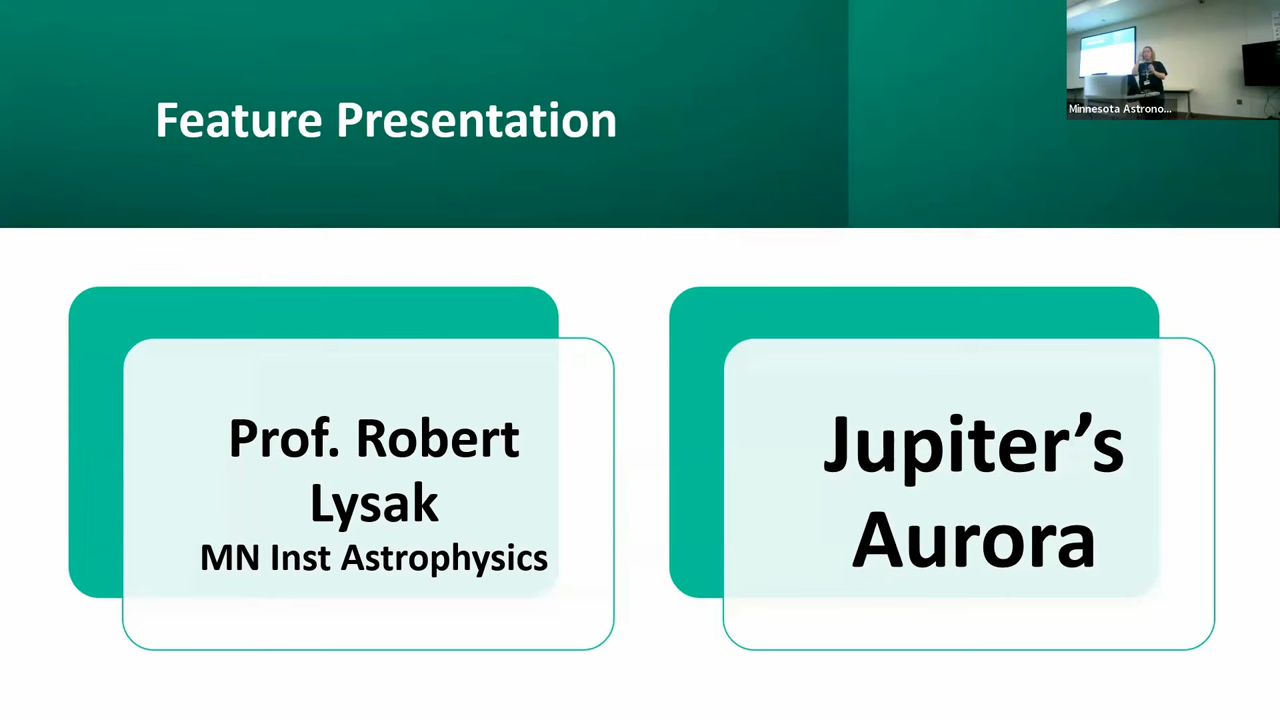 Feature Presentation
Minnesota Astrono...
Prof. Robert
Lysak
MN Inst Astrophysics
Jupiter’s
Aurora